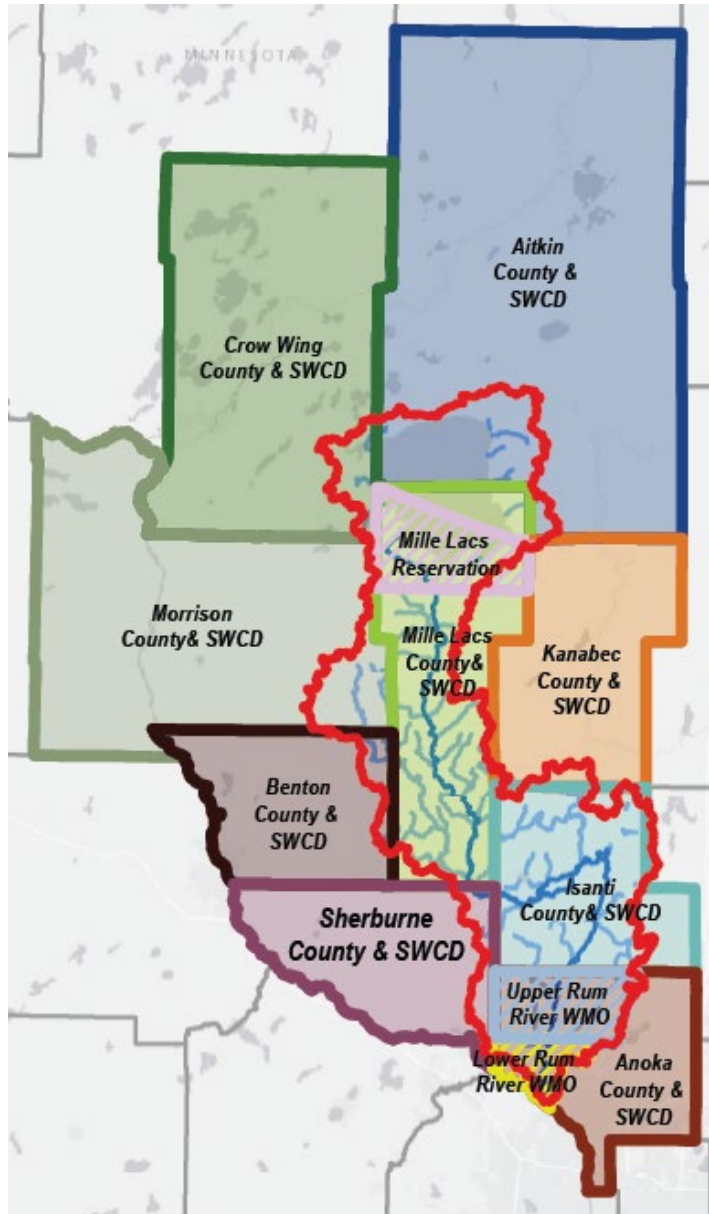 MINNESOTA
Aitkin
County &
SWCD
Crow Wing
County & SWCD
Mille Lacs
Reservation
Morrison
County& SWCD
Mille Lacs
County&
SWCD
Kanabec
County &
SWCD
Benton
County &
SWCD
Isanti
County& SWCD
Sherburne
County & SWCD
Upper Rum
River WMO
Lower Rum
River WMO
Anoka
County &
SWCD